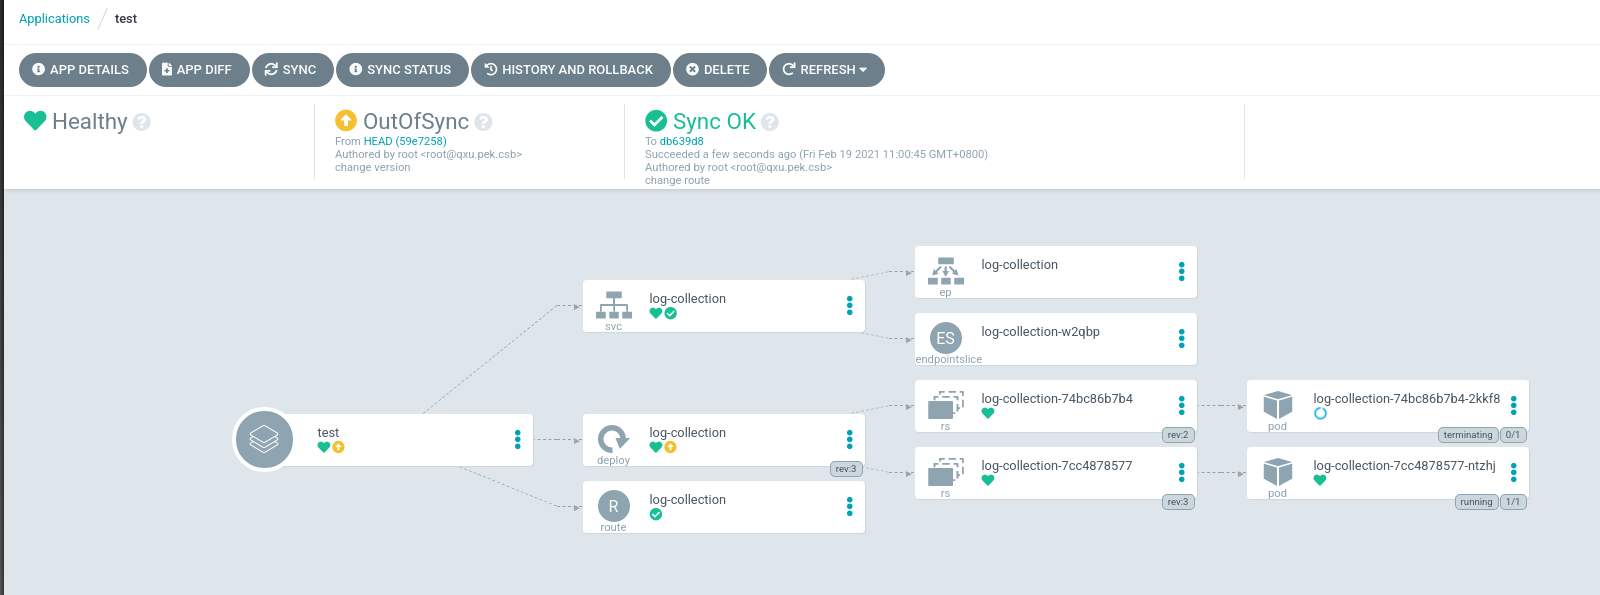 Applications / test
APP DETAILS APP DIFF SYNC SYNC STATUS HISTORY AND ROLLBACK DELETE REFRESH
Healthy ?
OutOfSync ?
From HEAD (59e7258)
Authored by root <root@qxu.pek.csb>
change version
Sync OK ?
To db639d8
Succeeded a few seconds ago (Fri Feb 19 2021 11:00:45 GMT+0800)
Authored by root <root@qxu.pek.csb>
change route
test
log-collection
svc
log-collection
deploy
rev:3
log-collection
R
route
log-collection
ep
log-collection-w2qbp
ES
endpointslice
log-collection-74bc86b7b4
rs
rev:2
log-collection-7cc4878577
rs
rev:3
log-collection-74bc86b7b4-2kkf8
pod
terminating 0/1
log-collection-7cc4878577-ntzhj
pod
running 1/1